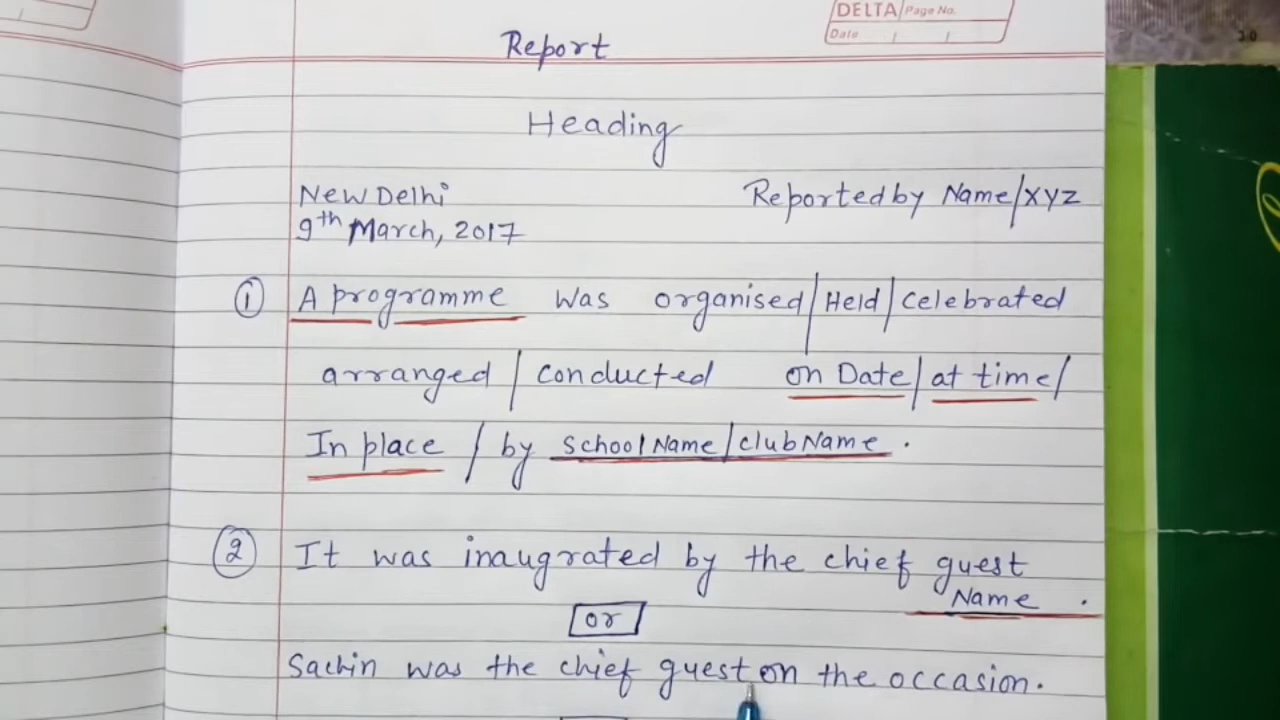 DELTA Page No.
Date
Report
Heading
New Delhi
Reported by Name/XYZ
9th March, 2017
① A programme was organised/Held/Celebrated
arranged/conducted on Date/at time/
In place/by School Name/club Name.
② It was inaugrated by the chief guest
Name.
or
Sachin was the chief guest on the occasion.